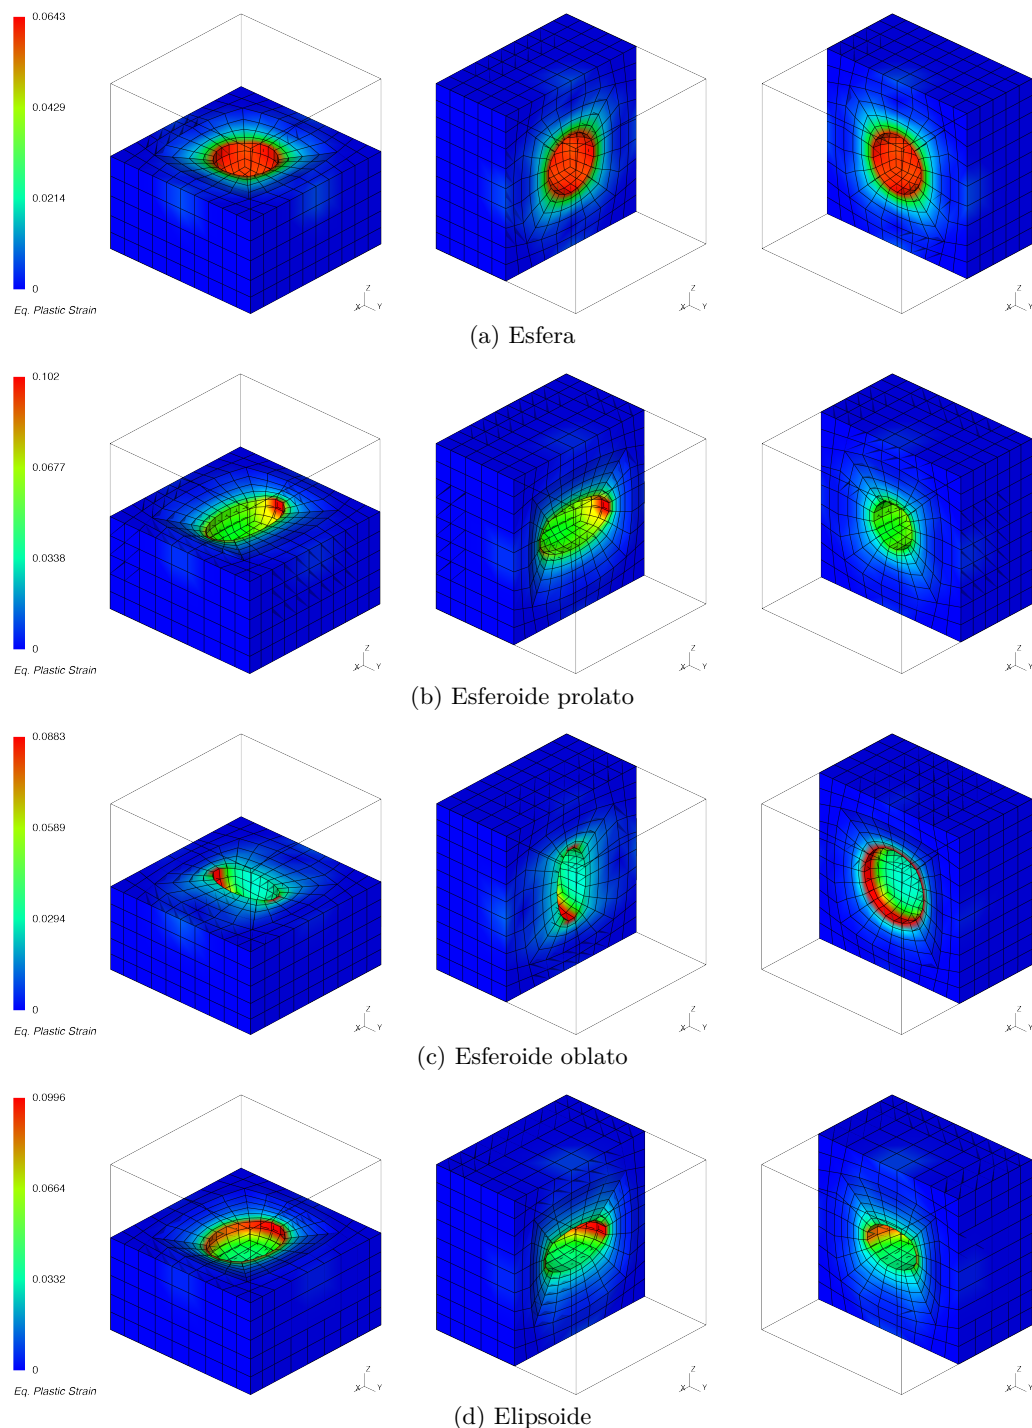 0.0643
0.0429
0.0214
0
Eq. Plastic Strain
Z
X Y
Z
X Y
Z
X Y
(a) Esfera
0.102
0.0677
0.0338
0
Eq. Plastic Strain
Z
X Y
Z
X Y
Z
X Y
(b) Esferoide prolato
0.0883
0.0589
0.0294
0
Eq. Plastic Strain
Z
X Y
Z
X Y
Z
X Y
(c) Esferoide oblato
0.0996
0.0664
0.0332
0
Eq. Plastic Strain
Z
X Y
Z
X Y
Z
X Y
(d) Elipsoide